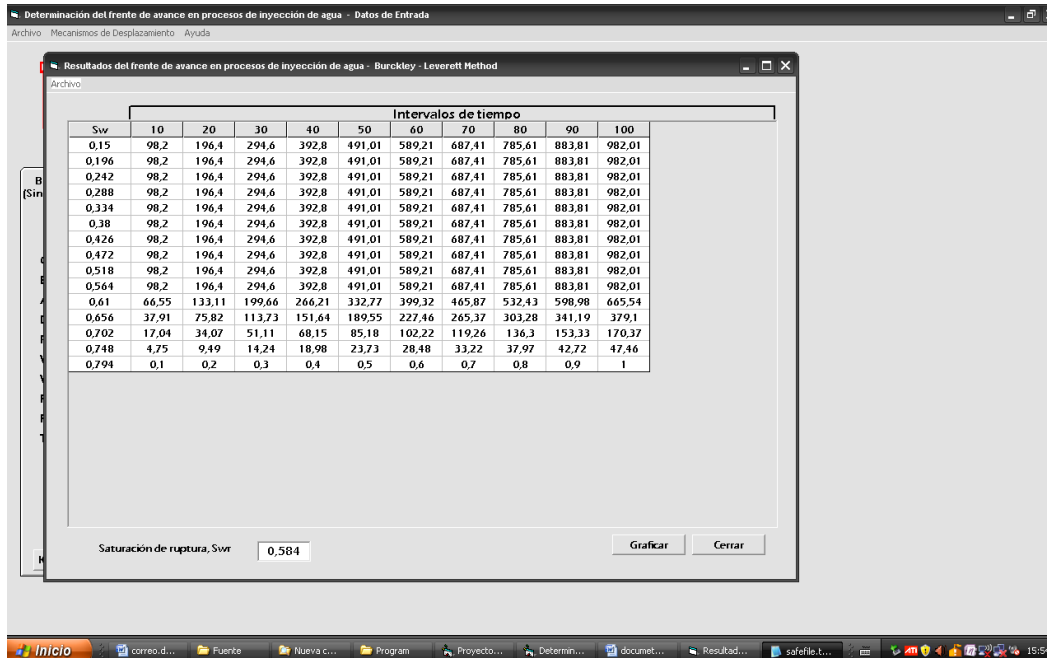 Determinación del frente de avance en procesos de inyección de agua - Datos de Entrada
Archivo Mecanismos de Desplazamiento Ayuda
Resultados del frente de avance en procesos de inyección de agua - Burckley - Leverett Method
Archivo
Intervalos de tiempo
Sw 10 20 30 40 50 60 70 80 90 100
0,15 98,2 196,4 294,6 392,8 491,01 589,21 687,41 785,61 883,81 982,01
0,196 98,2 196,4 294,6 392,8 491,01 589,21 687,41 785,61 883,81 982,01
0,242 98,2 196,4 294,6 392,8 491,01 589,21 687,41 785,61 883,81 982,01
0,288 98,2 196,4 294,6 392,8 491,01 589,21 687,41 785,61 883,81 982,01
0,334 98,2 196,4 294,6 392,8 491,01 589,21 687,41 785,61 883,81 982,01
0,38 98,2 196,4 294,6 392,8 491,01 589,21 687,41 785,61 883,81 982,01
0,426 98,2 196,4 294,6 392,8 491,01 589,21 687,41 785,61 883,81 982,01
0,472 98,2 196,4 294,6 392,8 491,01 589,21 687,41 785,61 883,81 982,01
0,518 98,2 196,4 294,6 392,8 491,01 589,21 687,41 785,61 883,81 982,01
0,564 98,2 196,4 294,6 392,8 491,01 589,21 687,41 785,61 883,81 982,01
0,61 66,55 133,11 199,66 266,21 332,77 399,32 465,87 532,43 598,98 665,54
0,656 37,91 75,82 113,73 151,64 189,55 227,46 265,37 303,28 341,19 379,1
0,702 17,04 34,07 51,11 68,15 85,18 102,22 119,26 136,3 153,33 170,37
0,748 4,75 9,49 14,24 18,98 23,73 28,48 33,22 37,97 42,72 47,46
0,794 0,1 0,2 0,3 0,4 0,5 0,6 0,7 0,8 0,9 1
B
(Sin
Saturación de ruptura, Swr 0,584 Graficar Cerrar
Inicio correo.d... Fuente Nueva c... Program Proyecto... Determin... documet... Resultad... safefile.t... ATI 15:54